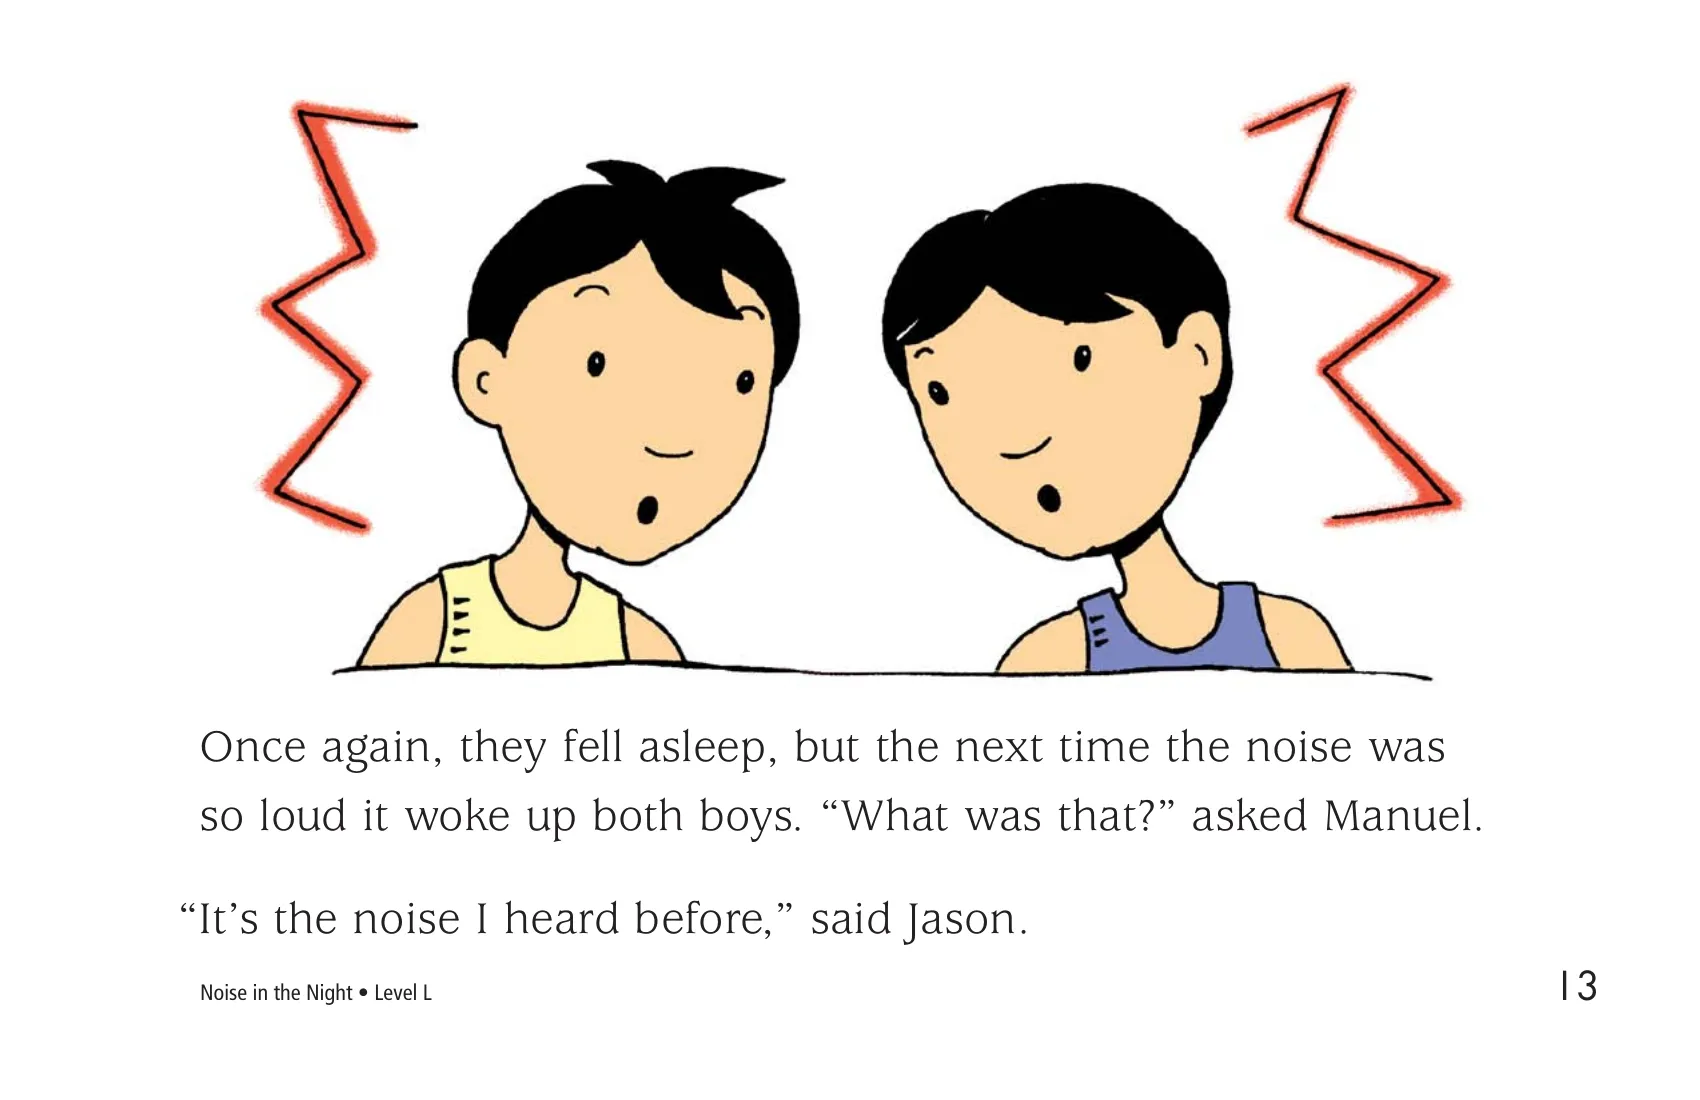 Once again, they fell asleep, but the next time the noise was
so loud it woke up both boys. “What was that?” asked Manuel.
“It’s the noise I heard before,” said Jason.
Noise in the Night • Level L
13